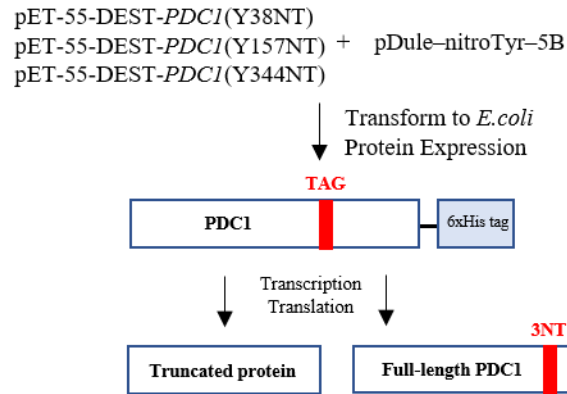 pET-55-DEST-PDC1(Y38NT)
pET-55-DEST-PDC1(Y157NT) + pDule–nitroTyr–5B
pET-55-DEST-PDC1(Y344NT)
Transform to E.coli
Protein Expression
TAG
PDC1
6xHis tag
Transcription
Translation
3NT
Truncated protein
Full-length PDC1